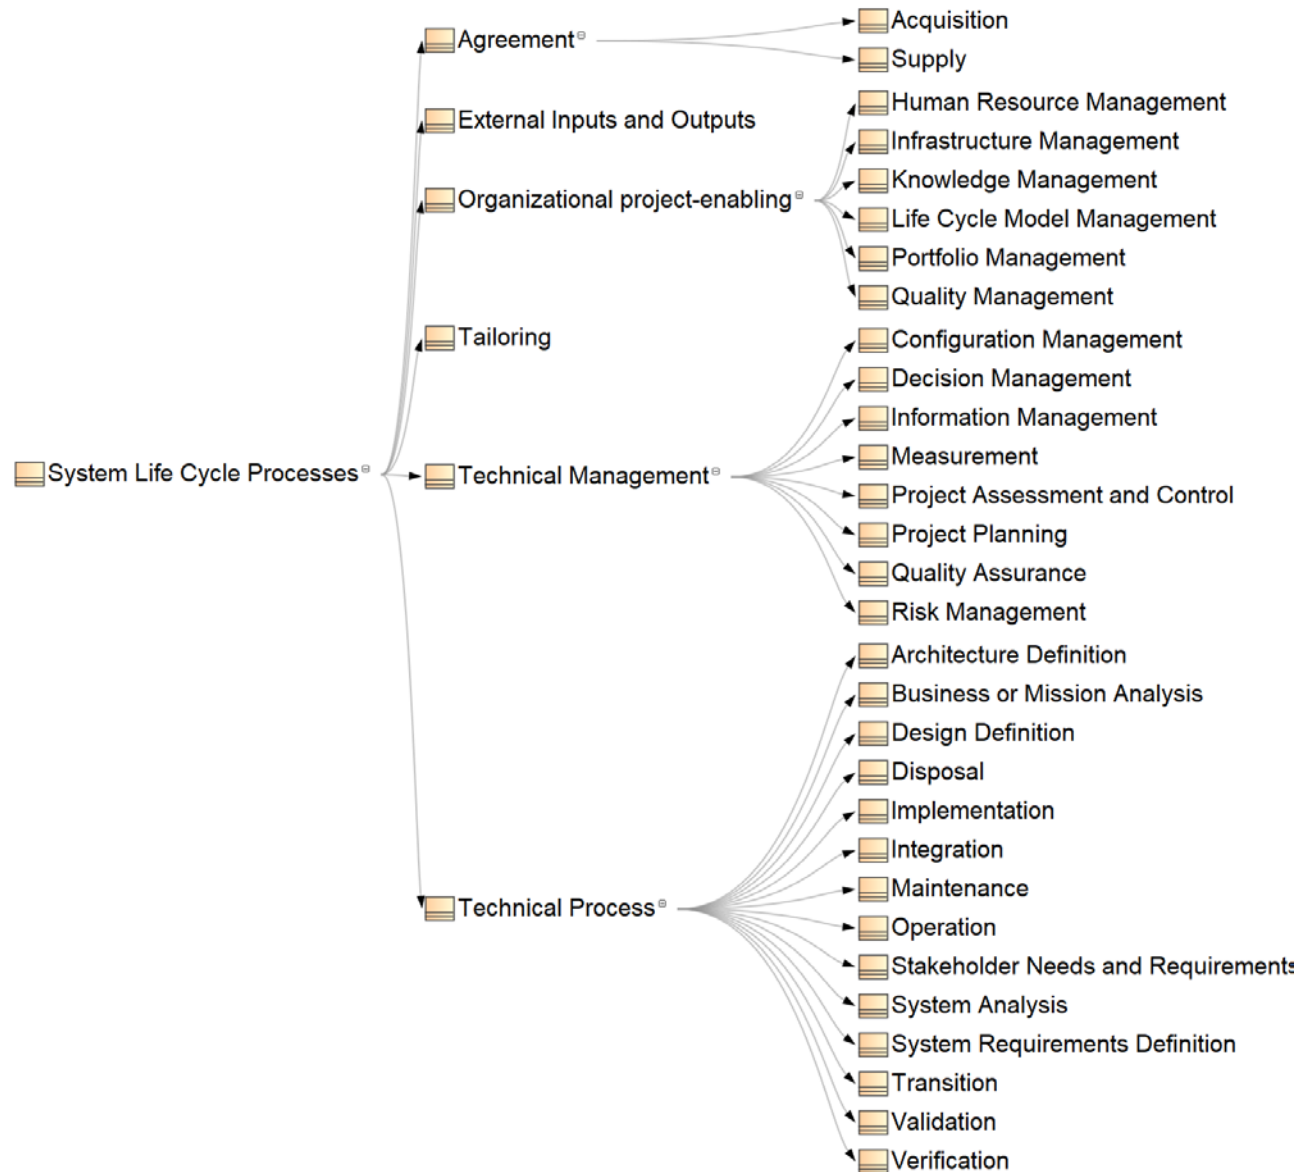 System Life Cycle Processes
Agreement
Acquisition
Supply
External Inputs and Outputs
Organizational project-enabling
Human Resource Management
Infrastructure Management
Knowledge Management
Life Cycle Model Management
Portfolio Management
Quality Management
Tailoring
Technical Management
Configuration Management
Decision Management
Information Management
Measurement
Project Assessment and Control
Project Planning
Quality Assurance
Risk Management
Technical Process
Architecture Definition
Business or Mission Analysis
Design Definition
Disposal
Implementation
Integration
Maintenance
Operation
Stakeholder Needs and Requirements
System Analysis
System Requirements Definition
Transition
Validation
Verification